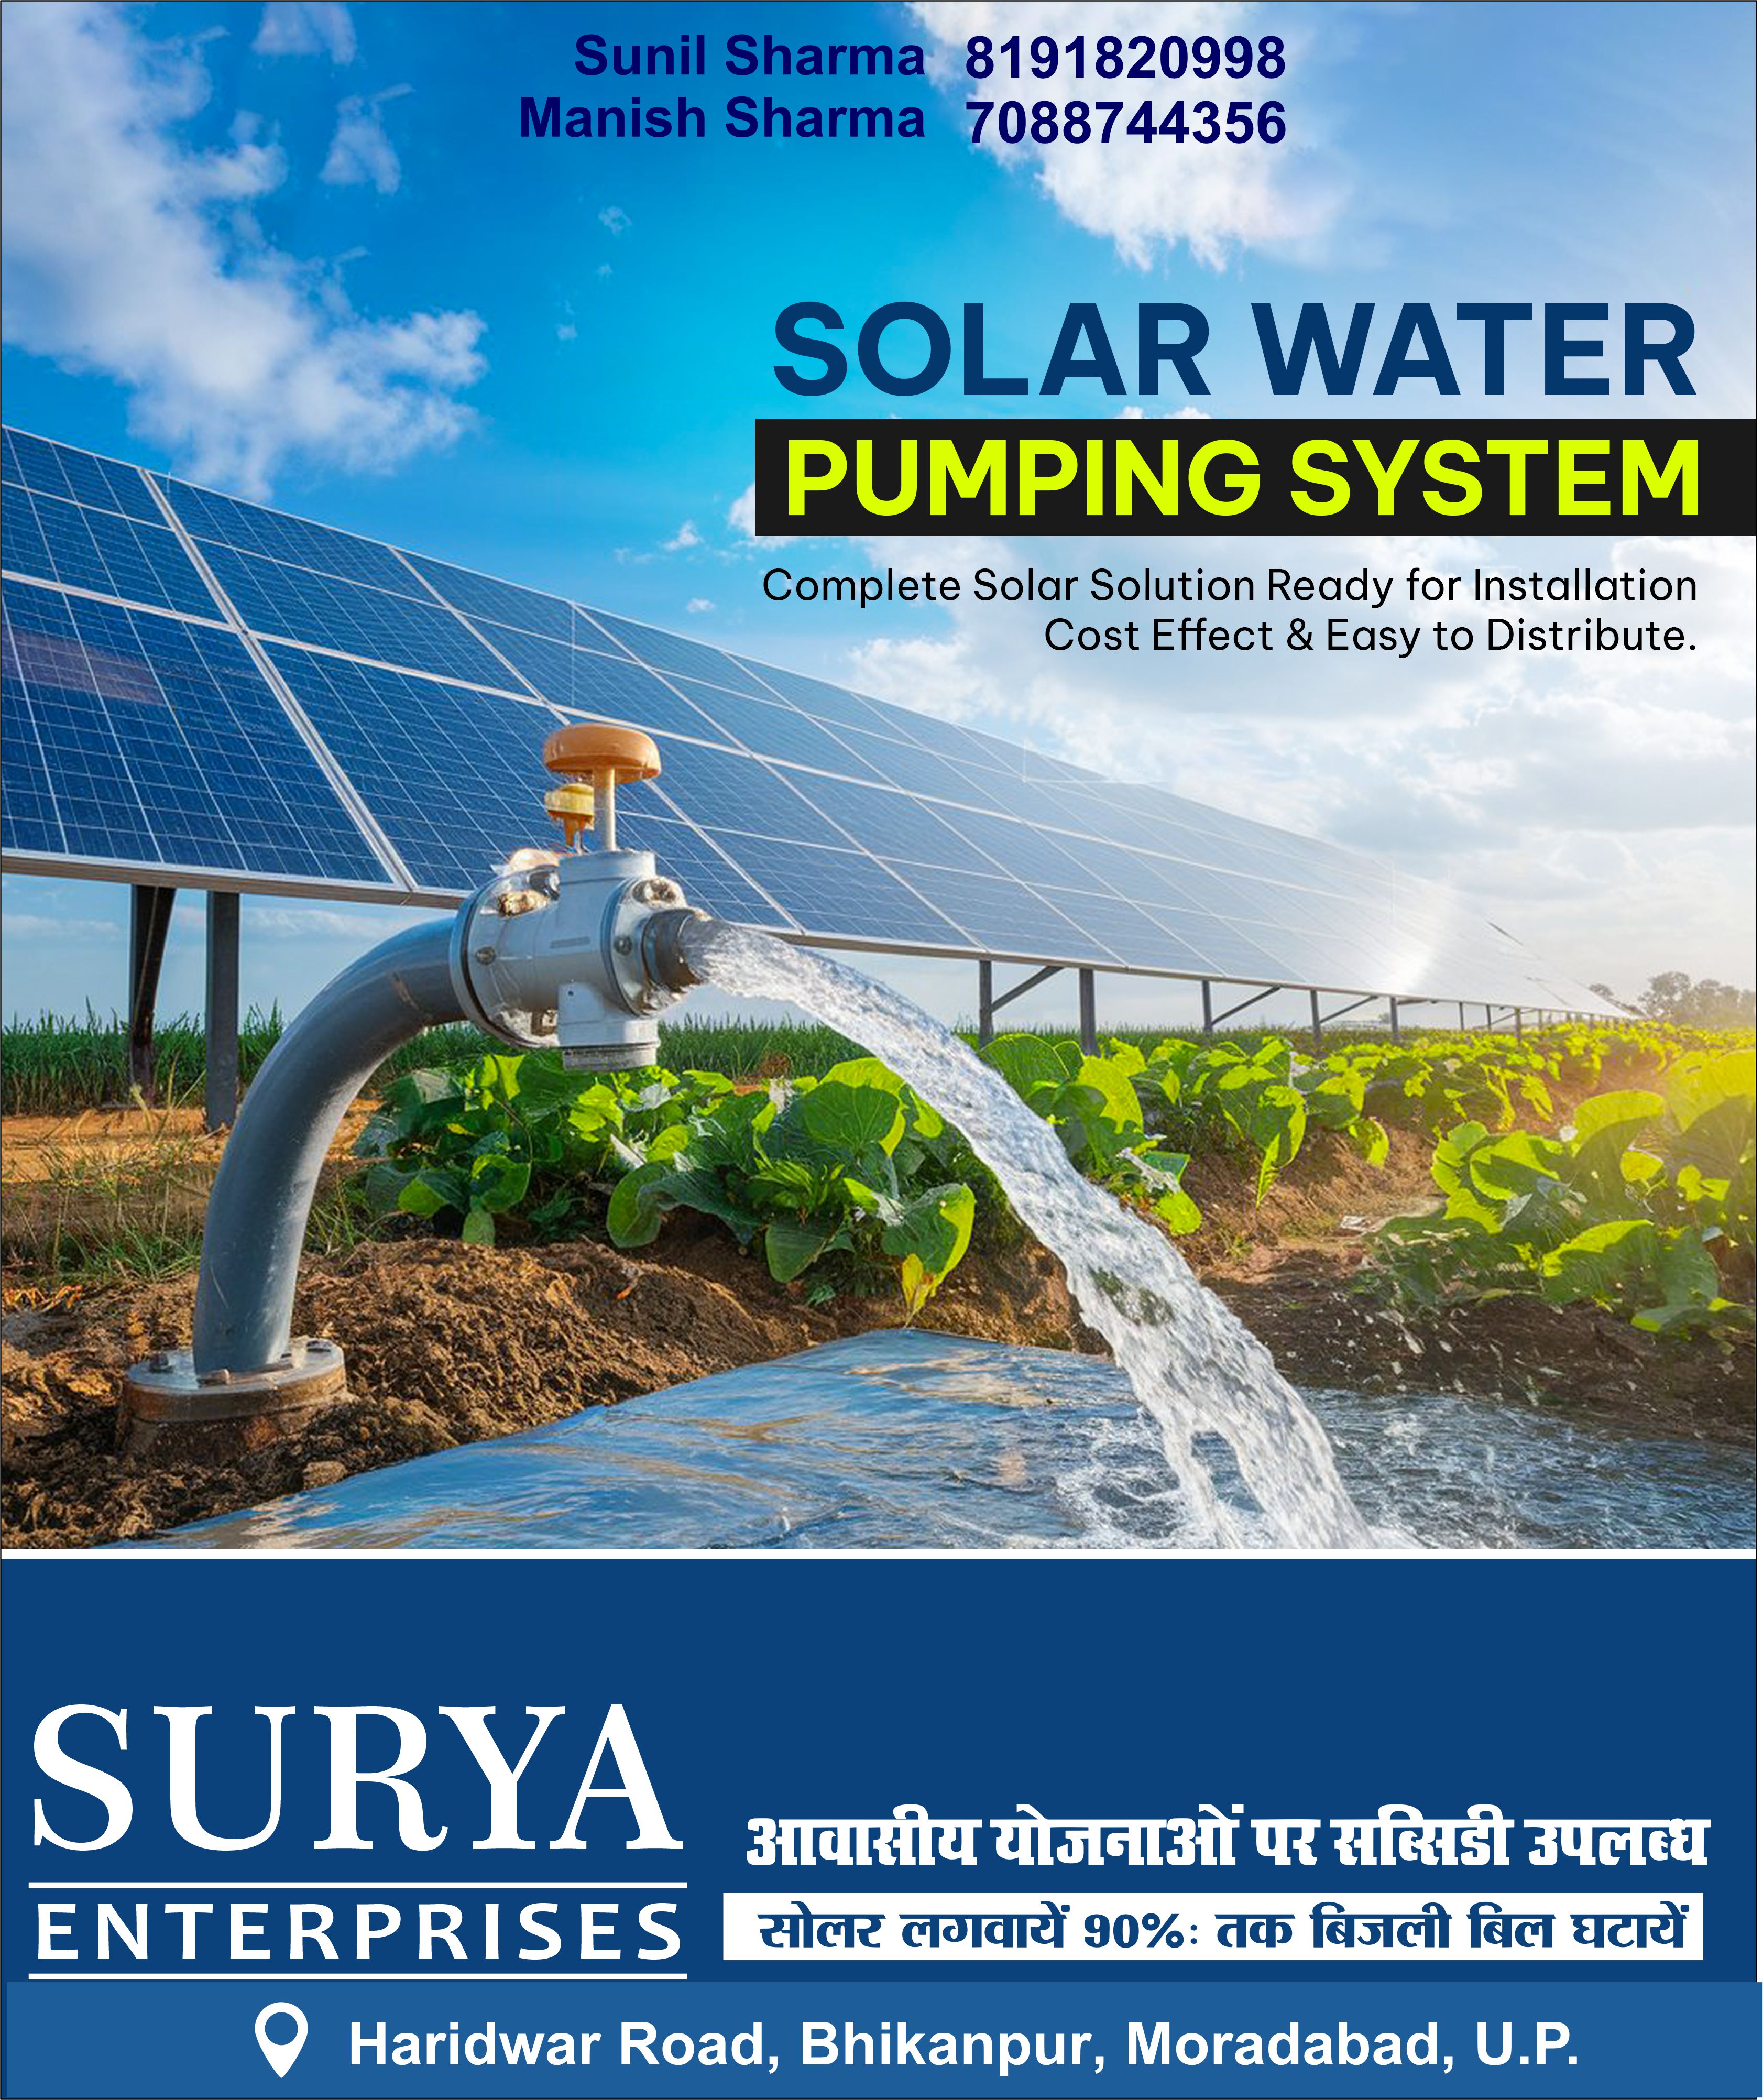 Sunil Sharma 8191820998
Manish Sharma 7088744356
SOLAR WATER
PUMPING SYSTEM
Complete Solar Solution Ready for Installation
Cost Effect & Easy to Distribute.
SURYA
ENTERPRISES
आवासीय योजनाओं पर सब्सिडी उपलब्ध
सोलर लगवायें 90%: तक बिजली बिल घटायें
Haridwar Road, Bhikanpur, Moradabad, U.P.